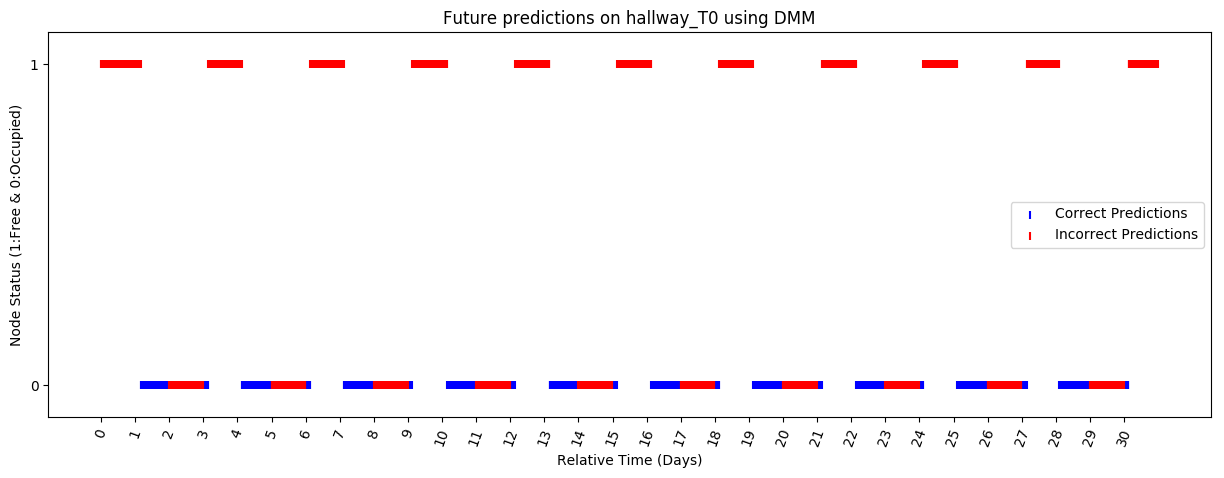 Future predictions on hallway_T0 using DMM
Node Status (1:Free & 0:Occupied)
1
0
Correct Predictions
Incorrect Predictions
0 1 2 3 4 5 6 7 8 9 10 11 12 13 14 15 16 17 18 19 20 21 22 23 24 25 26 27 28 29 30
Relative Time (Days)